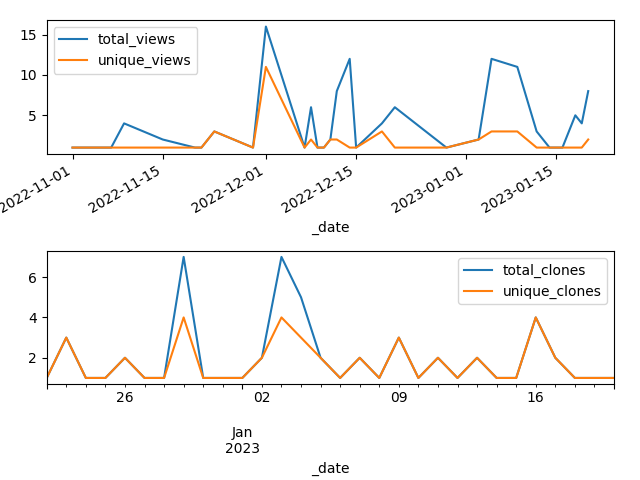 15
10
5
total_views
unique_views
2022-11-01
2022-11-15
2022-12-01
2022-12-15
2023-01-01
2023-01-15
_date
6
4
2
total_clones
unique_clones
26
02
09
16
Jan
2023
_date